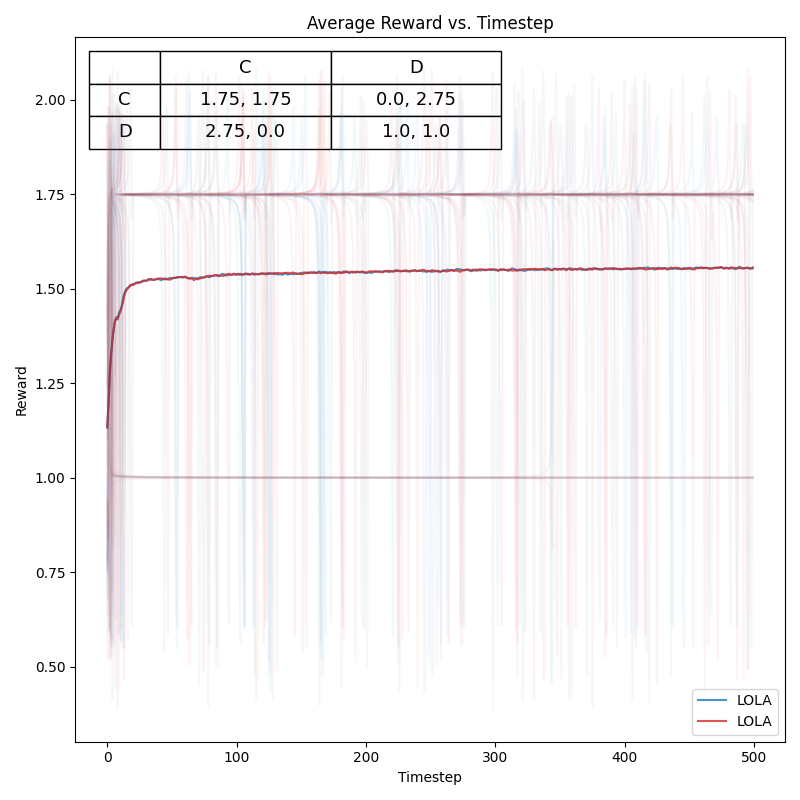 Average Reward vs. Timestep
C D
C 1.75, 1.75 0.0, 2.75
D 2.75, 0.0 1.0, 1.0
Reward
2.00
1.75
1.50
1.25
1.00
0.75
0.50
LOLA
LOLA
0 100 200 300 400 500
Timestep